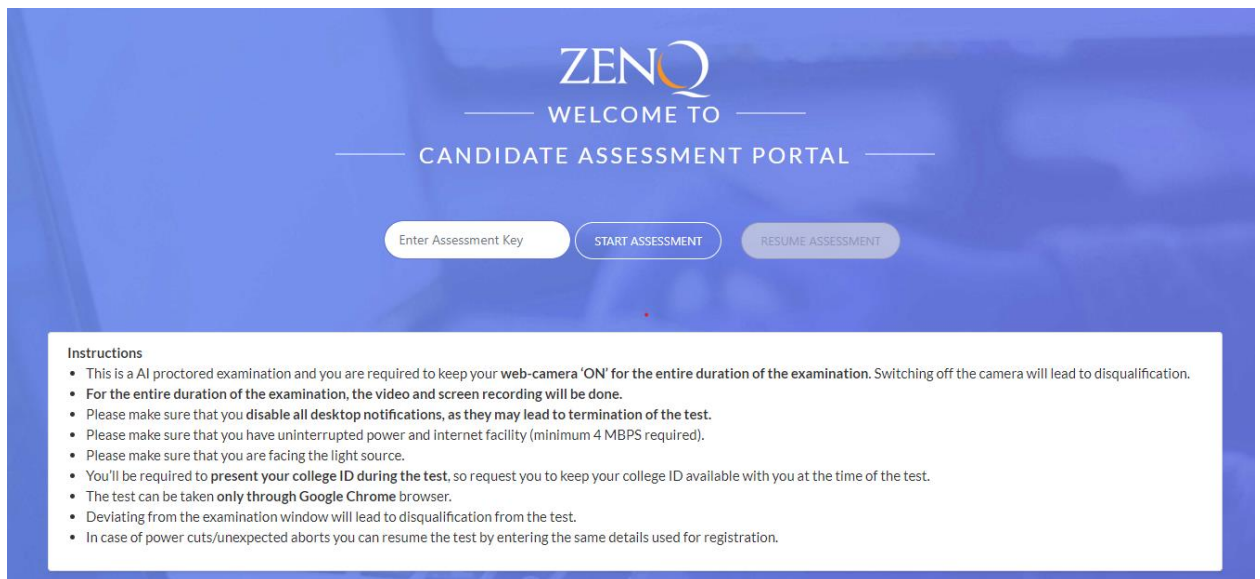 ZENQ
WELCOME TO
CANDIDATE ASSESSMENT PORTAL
Enter Assessment Key START ASSESSMENT RESUME ASSESSMENT
Instructions
• This is a AI proctored examination and you are required to keep your web-camera ‘ON’ for the entire duration of the examination. Switching off the camera will lead to disqualification.
• For the entire duration of the examination, the video and screen recording will be done.
• Please make sure that you disable all desktop notifications, as they may lead to termination of the test.
• Please make sure that you have uninterrupted power and internet facility (minimum 4 MBPS required).
• Please make sure that you are facing the light source.
• You’ll be required to present your college ID during the test, so request you to keep your college ID available with you at the time of the test.
• The test can be taken only through Google Chrome browser.
• Deviating from the examination window will lead to disqualification from the test.
• In case of power cuts/unexpected aborts you can resume the test by entering the same details used for registration.